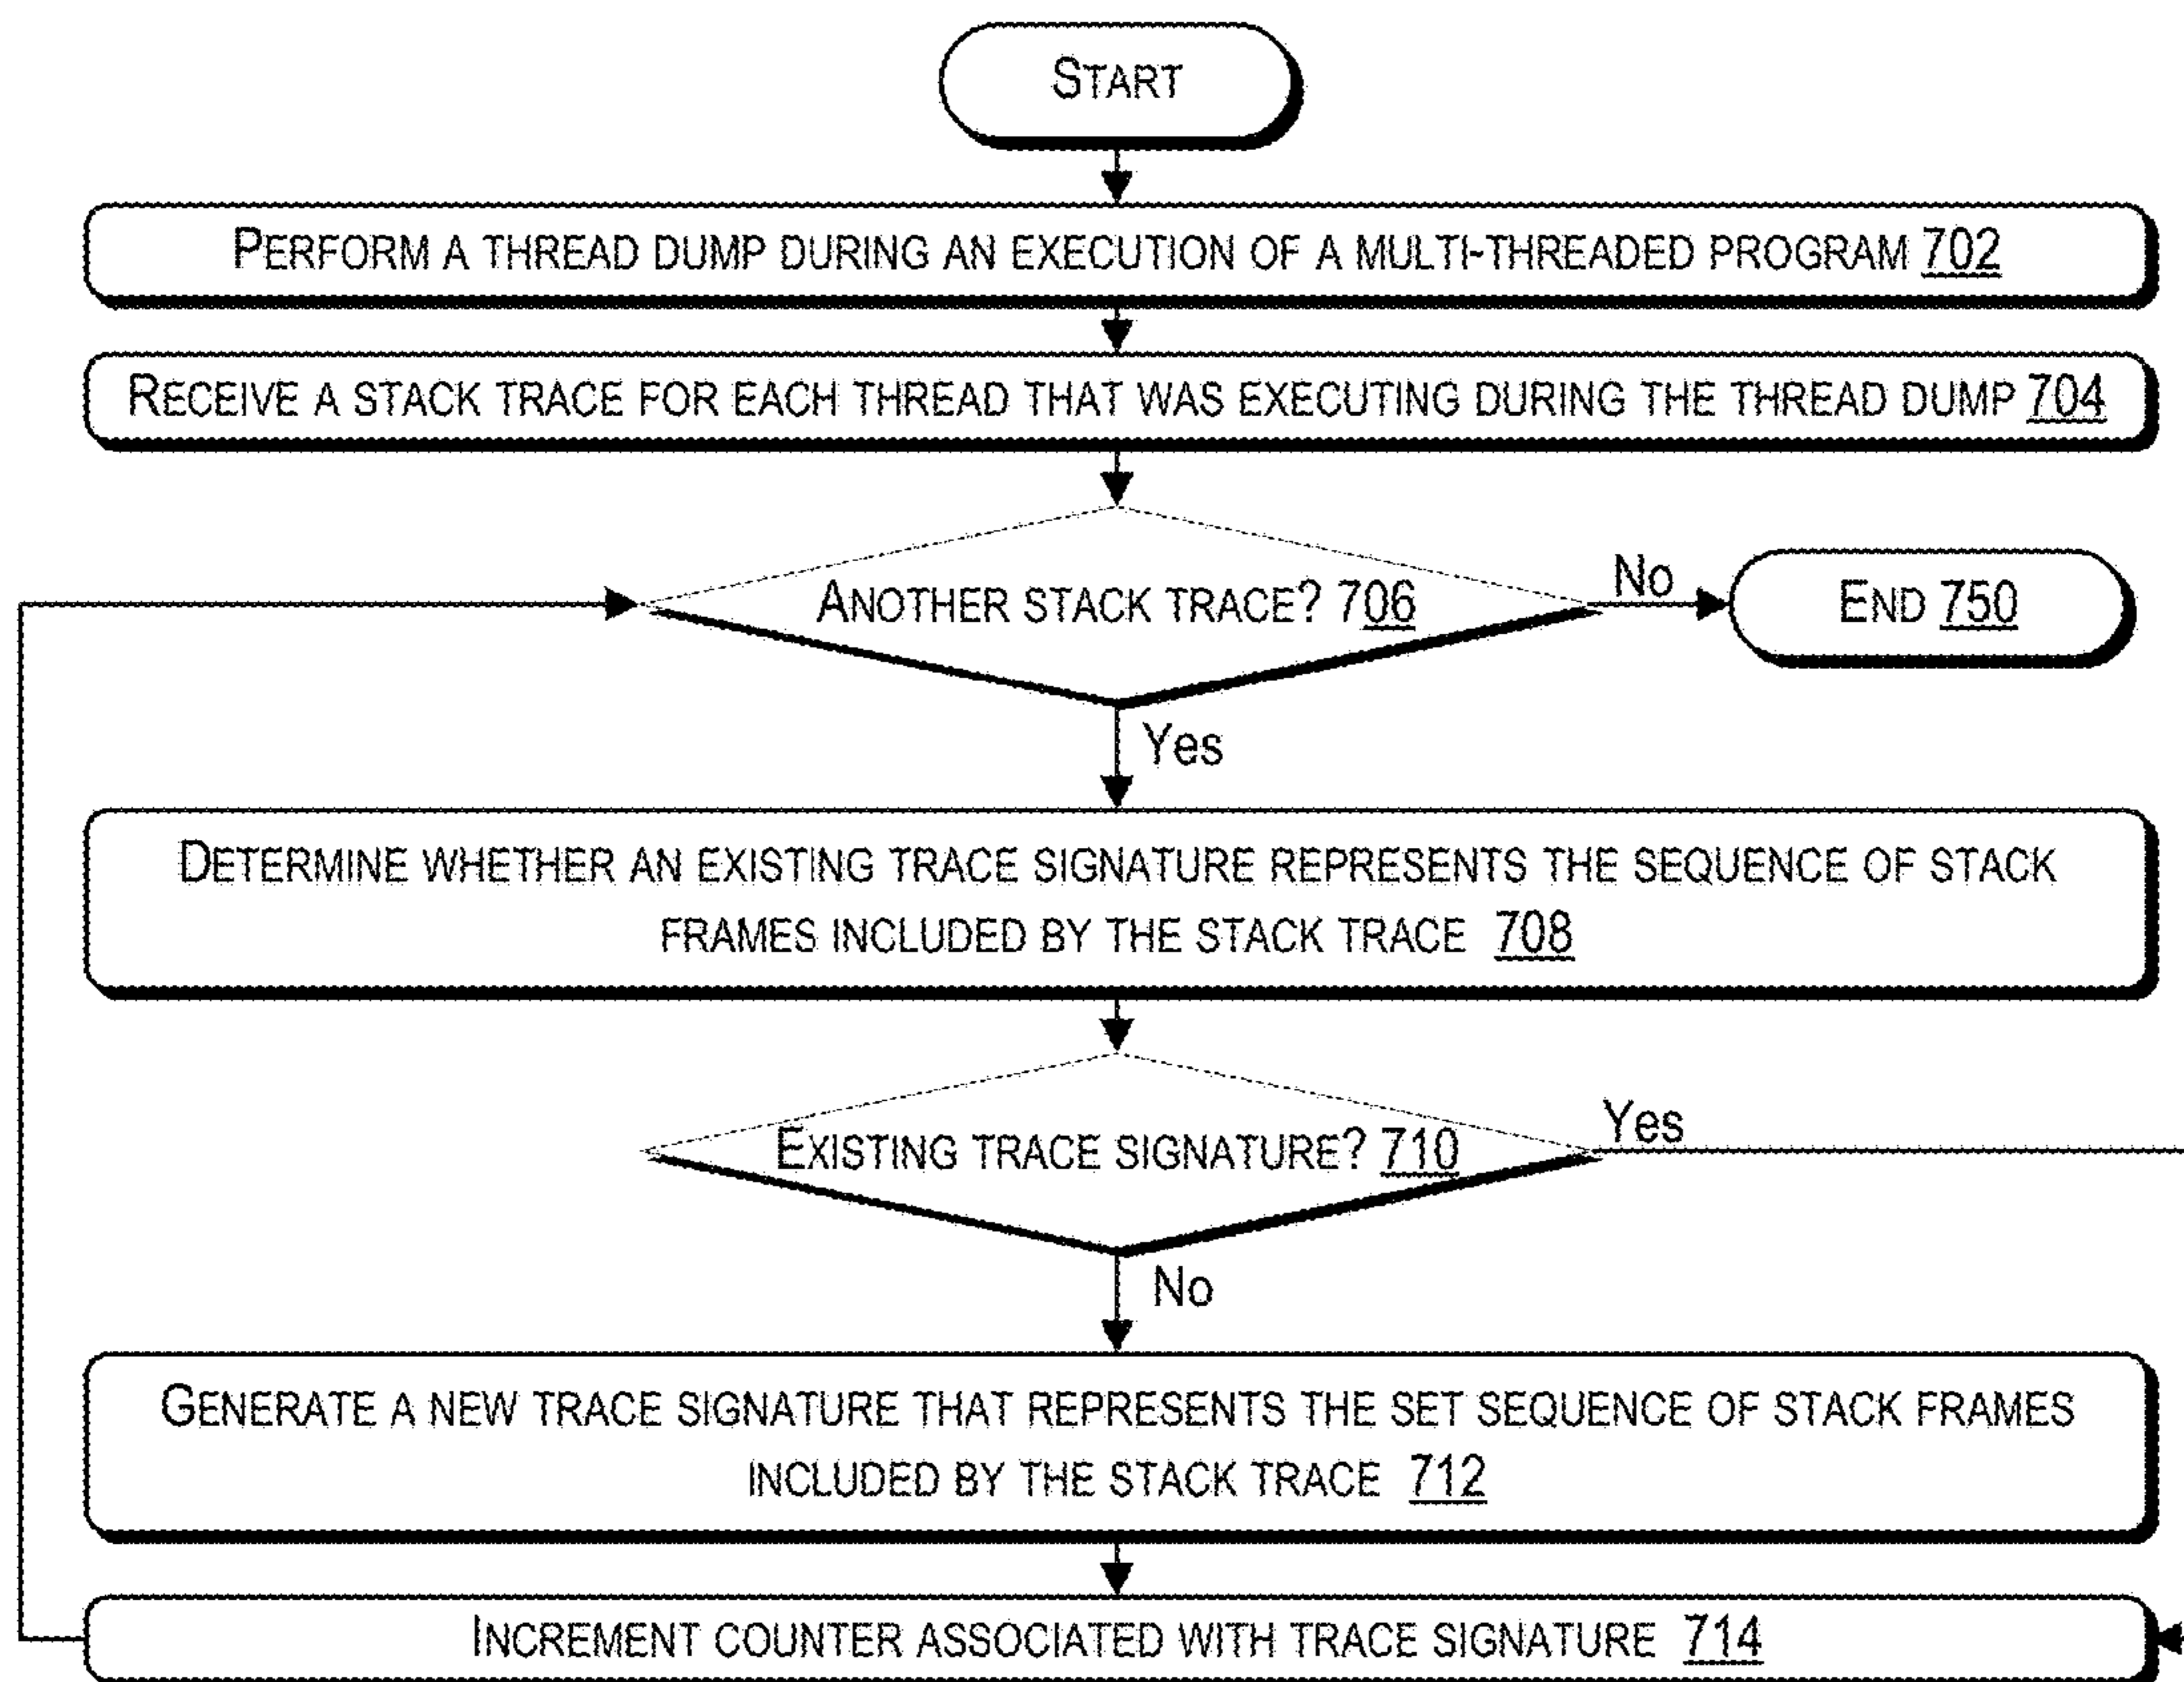 START
PERFORM A THREAD DUMP DURING AN EXECUTION OF A MULTI-THREADED PROGRAM 702
RECEIVE A STACK TRACE FOR EACH THREAD THAT WAS EXECUTING DURING THE THREAD DUMP 704
ANOTHER STACK TRACE? 706
No
END 750
Yes
DETERMINE WHETHER AN EXISTING TRACE SIGNATURE REPRESENTS THE SEQUENCE OF STACK
FRAMES INCLUDED BY THE STACK TRACE 708
EXISTING TRACE SIGNATURE? 710
Yes
No
GENERATE A NEW TRACE SIGNATURE THAT REPRESENTS THE SET SEQUENCE OF STACK FRAMES
INCLUDED BY THE STACK TRACE 712
INCREMENT COUNTER ASSOCIATED WITH TRACE SIGNATURE 714